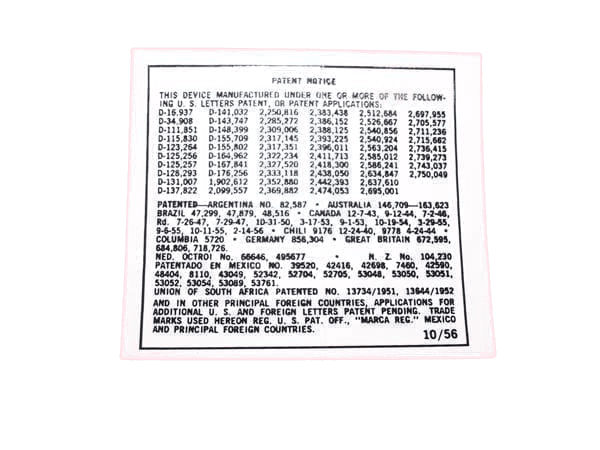 PATENT NOTICE
THIS DEVICE MANUFACTURED UNDER ONE OR MORE OF THE FOLLOW-
ING U. S. LETTERS PATENT, OR PATENT APPLICATIONS:
D-16,937 D-141,032 2,250,816 2,383,438 2,512,684 2,697,955
D-34,908 D-143,747 2,285,272 2,386,152 2,526,667 2,705,577
D-111,851 D-148,399 2,309,006 2,388,125 2,540,856 2,711,236
D-115,830 D-155,709 2,317,145 2,393,225 2,540,924 2,715,662
D-123,264 D-155,802 2,317,351 2,396,011 2,563,204 2,736,415
D-125,256 D-164,962 2,322,234 2,411,713 2,585,012 2,739,273
D-125,257 D-167,841 2,327,520 2,418,300 2,586,241 2,743,037
D-128,293 D-176,256 2,333,118 2,438,050 2,634,847 2,750,049
D-131,007 1,902,612 2,352,880 2,442,393 2,637,610
D-137,822 2,099,557 2,369,882 2,474,053 2,695,001
PATENTED—ARGENTINA NO. 82,587 • AUSTRALIA 146,709—163,623
BRAZIL 47,299, 47,879, 48,516 • CANADA 12-7-43, 9-12-44, 7-2-46,
Rd. 7-26-47, 7-29-47, 10-31-50, 3-17-53, 9-1-53, 10-19-54, 3-29-55,
9-6-55, 10-11-55, 2-14-56 • CHILI 9176 12-24-40, 9778 4-24-44 •
COLUMBIA 5720 • GERMANY 858,304 • GREAT BRITAIN 672,595,
684,806, 718,726.
NED. OCTROI No. 66646, 495677 • N. Z. No. 104,230
PATENTADO EN MEXICO NO. 39520, 42416, 42698, 7460, 42590,
48404, 8110, 43049, 52342, 52704, 52705, 53048, 53050, 53051,
53052, 53054, 53089, 53761.
UNION OF SOUTH AFRICA PATENTED NO. 13734/1951, 13944/1952
AND IN OTHER PRINCIPAL FOREIGN COUNTRIES, APPLICATIONS FOR
ADDITIONAL U. S. AND FOREIGN LETTERS PATENT PENDING. TRADE
MARKS USED HEREON REG. U. S. PAT. OFF., "MARCA REG." MEXICO
AND PRINCIPAL FOREIGN COUNTRIES.
10/56